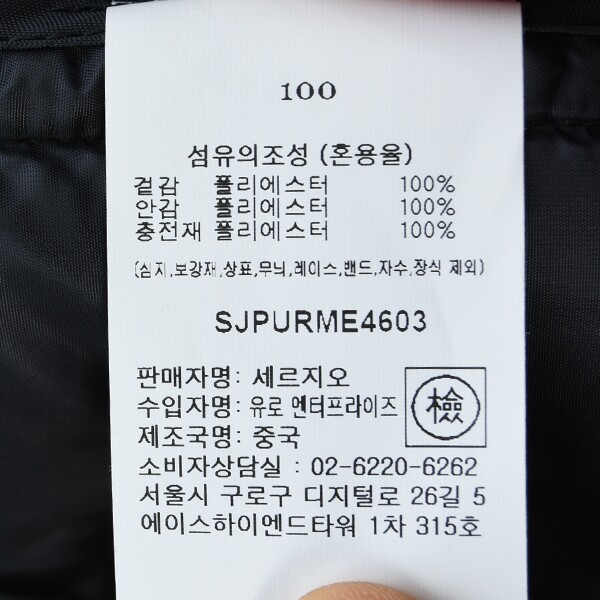 100
섬유의조성 (혼용율)
겉감 폴리에스터 100%
안감 폴리에스터 100%
충전재 폴리에스터 100%
(심지,보강재,상표,무늬,레이스,밴드,자수,장식 제외)
SJPURME4603
판매자명: 세르지오
수입자명: 유로 엔터프라이즈
檢
제조국명: 중국
소비자상담실 : 02-6220-6262
서울시 구로구 디지털로 26길 5
에이스하이엔드타워 1차 315호